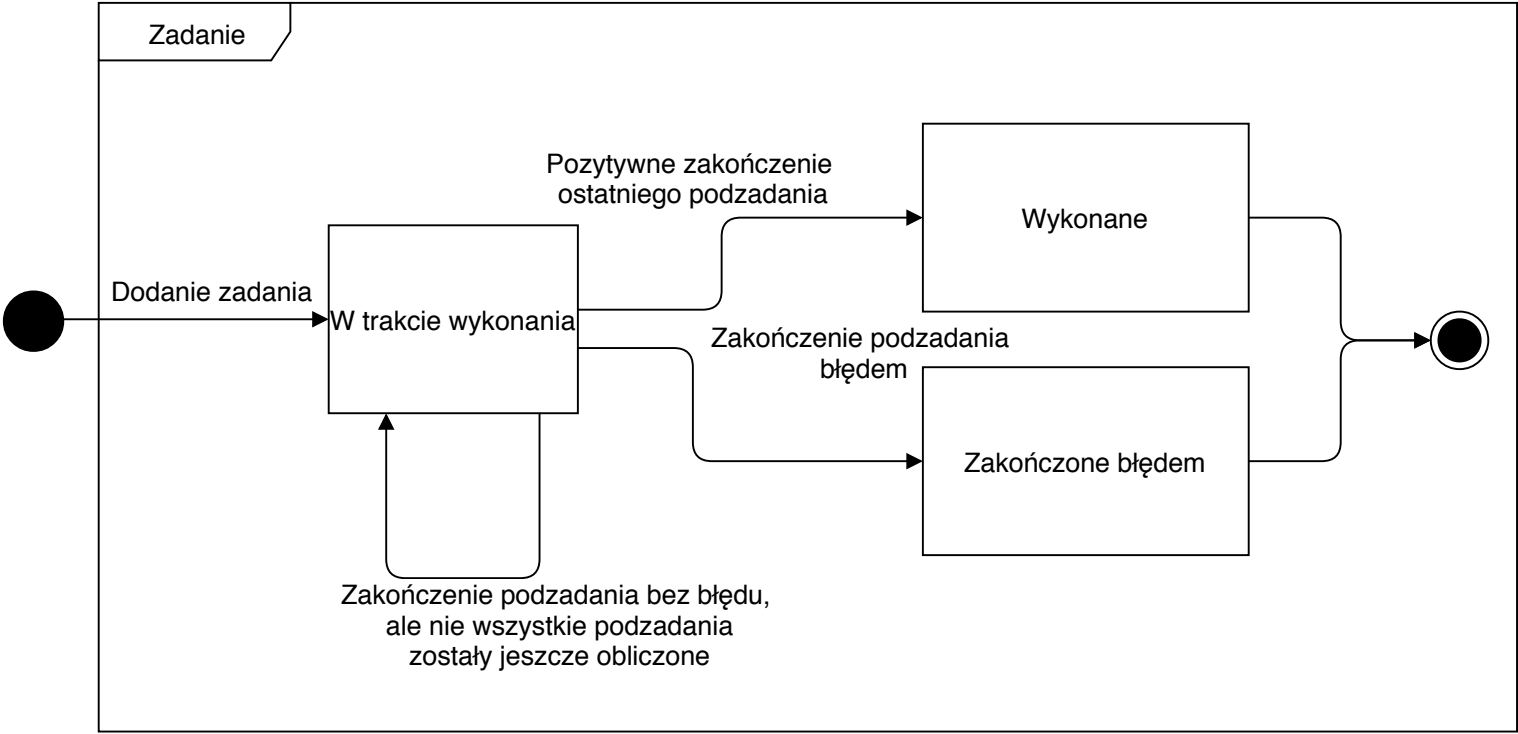 Zadanie
Pozytywne zakończenie
ostatniego podzadania
Wykonane
Dodanie zadania
W trakcie wykonania
Zakończenie podzadania
błędem
Zakończone błędem
Zakończenie podzadania bez błędu,
ale nie wszystkie podzadania
zostały jeszcze obliczone